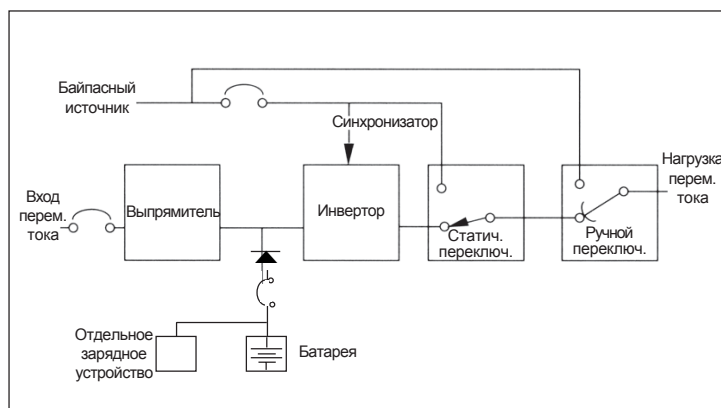 Байпасный
источник
Синхронизатор
Вход
перем.
тока
Выпрямитель
Инвертор
Статич.
переключ.
Ручной
переключ.
Нагрузка
перем.
тока
Отдельное
зарядное
устройство
Батарея